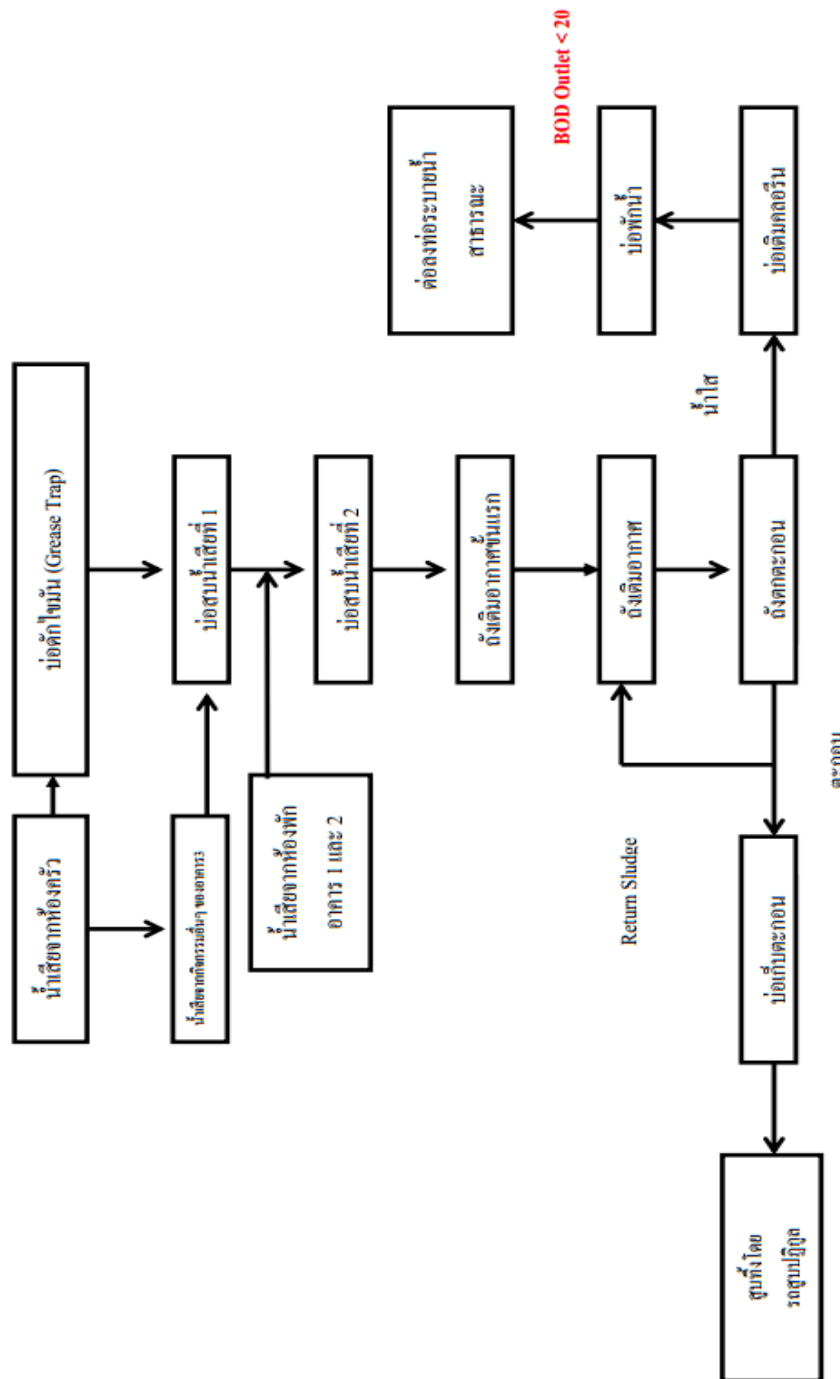 น้ำเสียจากห้องครัว
บ่อดักไขมัน (Grease Trap)
น้ำเสียจากกิจกรรมอื่นๆ ของอาคาร3
บ่อสูบน้ำเสียที่ 1
น้ำเสียจากห้องพัก
อาคาร 1 และ 2
บ่อสูบน้ำเสียที่ 2
ถังเติมอากาศขั้นแรก
ถังเติมอากาศ
Return Sludge
ถังตกตะกอน
น้ำใส
บ่อเติมคลอรีน
บ่อพักน้ำ
BOD Outlet < 20
ต่อลงท่อระบายน้ำ
สาธารณะ
ตะกอน
บ่อเก็บตะกอน
สูบทิ้งโดย
รถสูบปฏิกูล